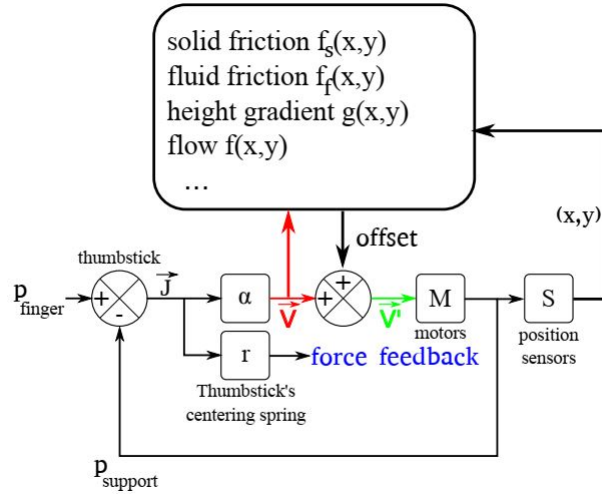 solid friction fs(x,y)
fluid friction ff(x,y)
height gradient g(x,y)
flow f(x,y)
...
(x,y)
offset
thumbstick
J
pfinger
+
-
α
+
+
V
V'
M
S
motors
position
sensors
r
force feedback
Thumbstick's
centering spring
psupport